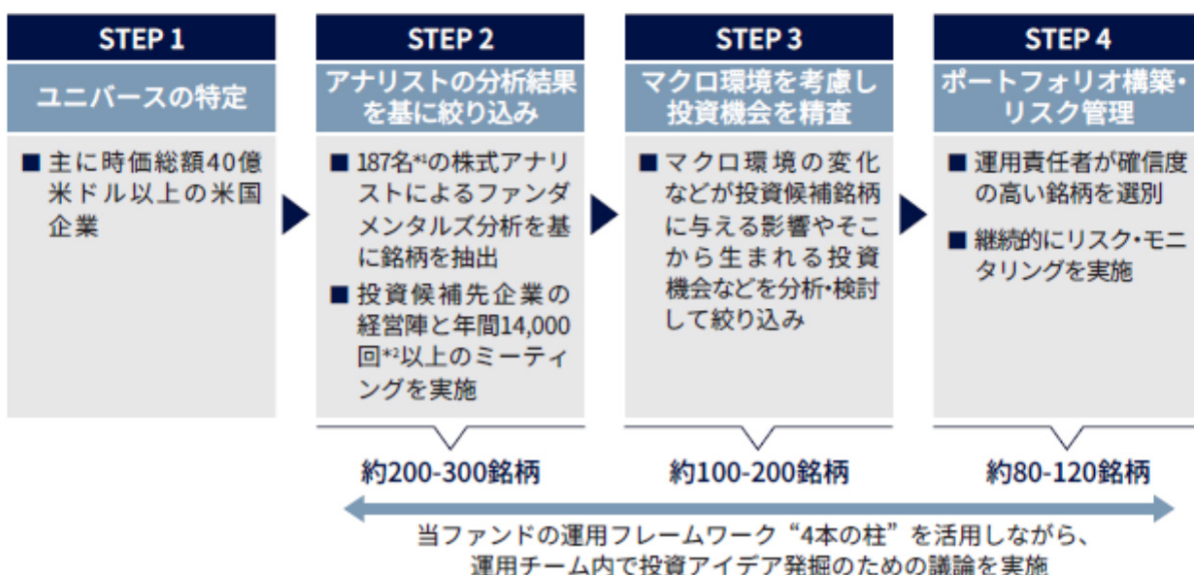 STEP 1
ユニバースの特定
■ 主に時価総額40億
米ドル以上の米国
企業
STEP 2
アナリストの分析結果
を基に絞り込み
■ 187名*1の株式アナリ
ストによるファンダ
メンタルズ分析を基
に銘柄を抽出
■ 投資候補先企業の
経営陣と年間14,000
回*2以上のミーティ
ングを実施
約200-300銘柄
STEP 3
マクロ環境を考慮し
投資機会を精査
■ マクロ環境の変化
などが投資候補銘柄
に与える影響やそこ
から生まれる投資
機会などを分析・検討
して絞り込み
約100-200銘柄
STEP 4
ポートフォリオ構築・
リスク管理
■ 運用責任者が確信度
の高い銘柄を選別
■ 継続的にリスク・モニ
タリングを実施
約80-120銘柄
当ファンドの運用フレームワーク“4本の柱”を活用しながら、
運用チーム内で投資アイデア発掘のための議論を実施